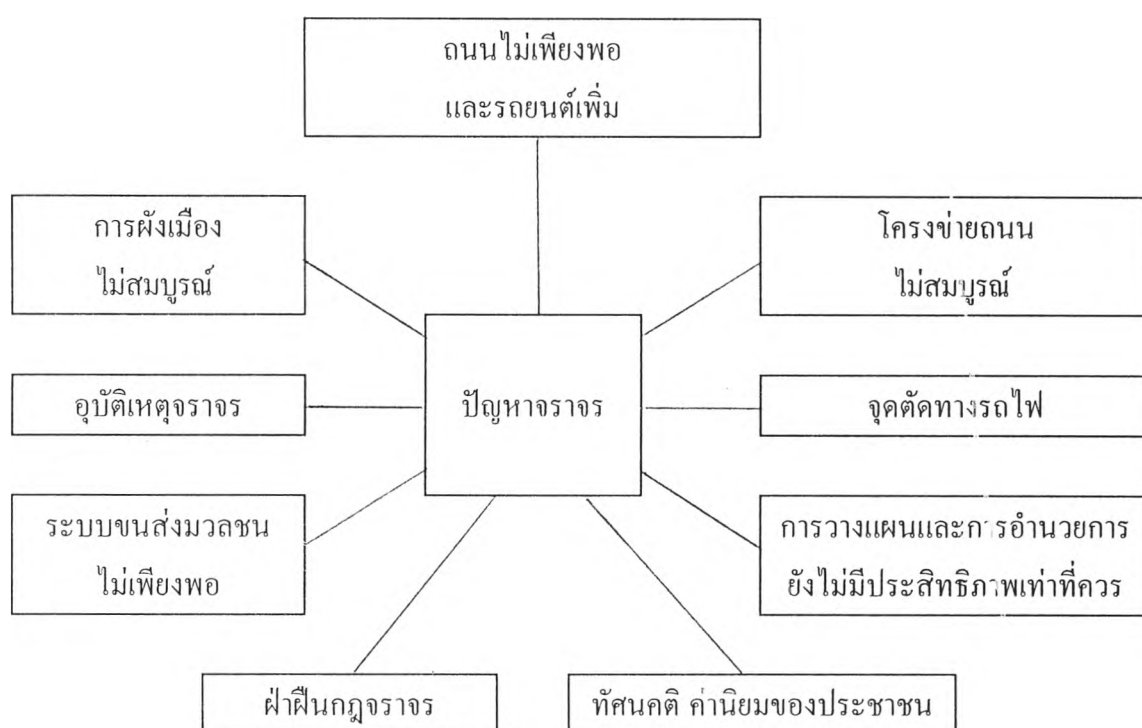 ถนนไม่เพียงพอ
และรถยนต์เพิ่ม
การผังเมือง
ไม่สมบูรณ์
โครงข่ายถนน
ไม่สมบูรณ์
อุบัติเหตุจราจร
ปัญหาจราจร
จุดตัดทางรถไฟ
ระบบขนส่งมวลชน
ไม่เพียงพอ
การวางแผนและการอำนวยการ
ยังไม่มีประสิทธิภาพเท่าที่ควร
ฝ่าฝืนกฎจราจร
ทัศนคติ ค่านิยมของประชาชน